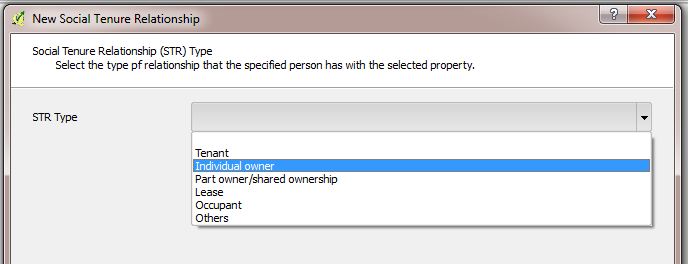 New Social Tenure Relationship
Social Tenure Relationship (STR) Type
Select the type pf relationship that the specified person has with the selected property.
STR Type
Tenant
Individual owner
Part owner/shared ownership
Lease
Occupant
Others